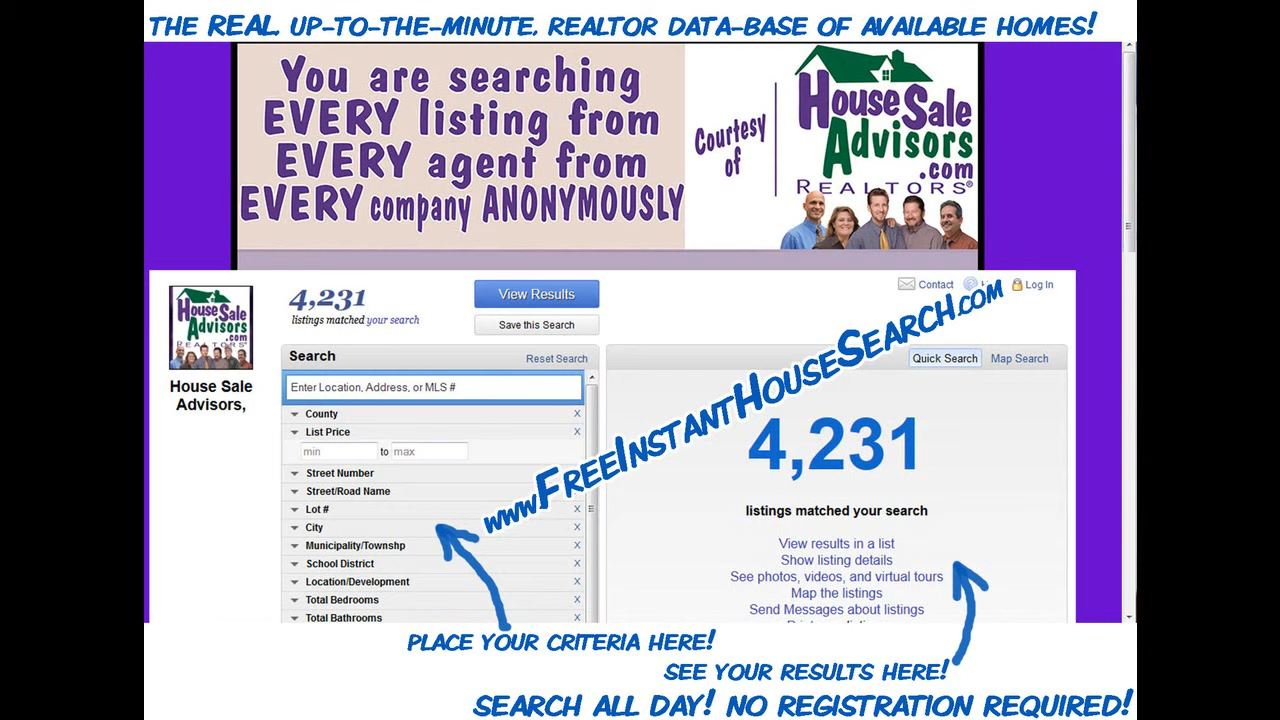 THE REAL, UP-TO-THE-MINUTE, REALTOR DATA-BASE OF AVAILABLE HOMES!
You are searching
EVERY listing from
EVERY agent from
EVERY company ANONYMOUSLY
Courtesy
of
HouseSale
Advisors
.com
REALTORS®
HouseSale
Advisors
.com
REALTORS
House Sale
Advisors,
4,231
listings matched your search
View Results
Save this Search
Contact
Log In
Search
Reset Search
Quick Search
Map Search
Enter Location, Address, or MLS #
County X
List Price X
min to max
Street Number
Street/Road Name
Lot # X
City X
Municipality/Townshp X
School District X
Location/Development X
Total Bedrooms X
Total Bathrooms X
www.FreeInstantHouseSearch.com
4,231
listings matched your search
View results in a list
Show listing details
See photos, videos, and virtual tours
Map the listings
Send Messages about listings
PLACE YOUR CRITERIA HERE!
SEE YOUR RESULTS HERE!
SEARCH ALL DAY! NO REGISTRATION REQUIRED!